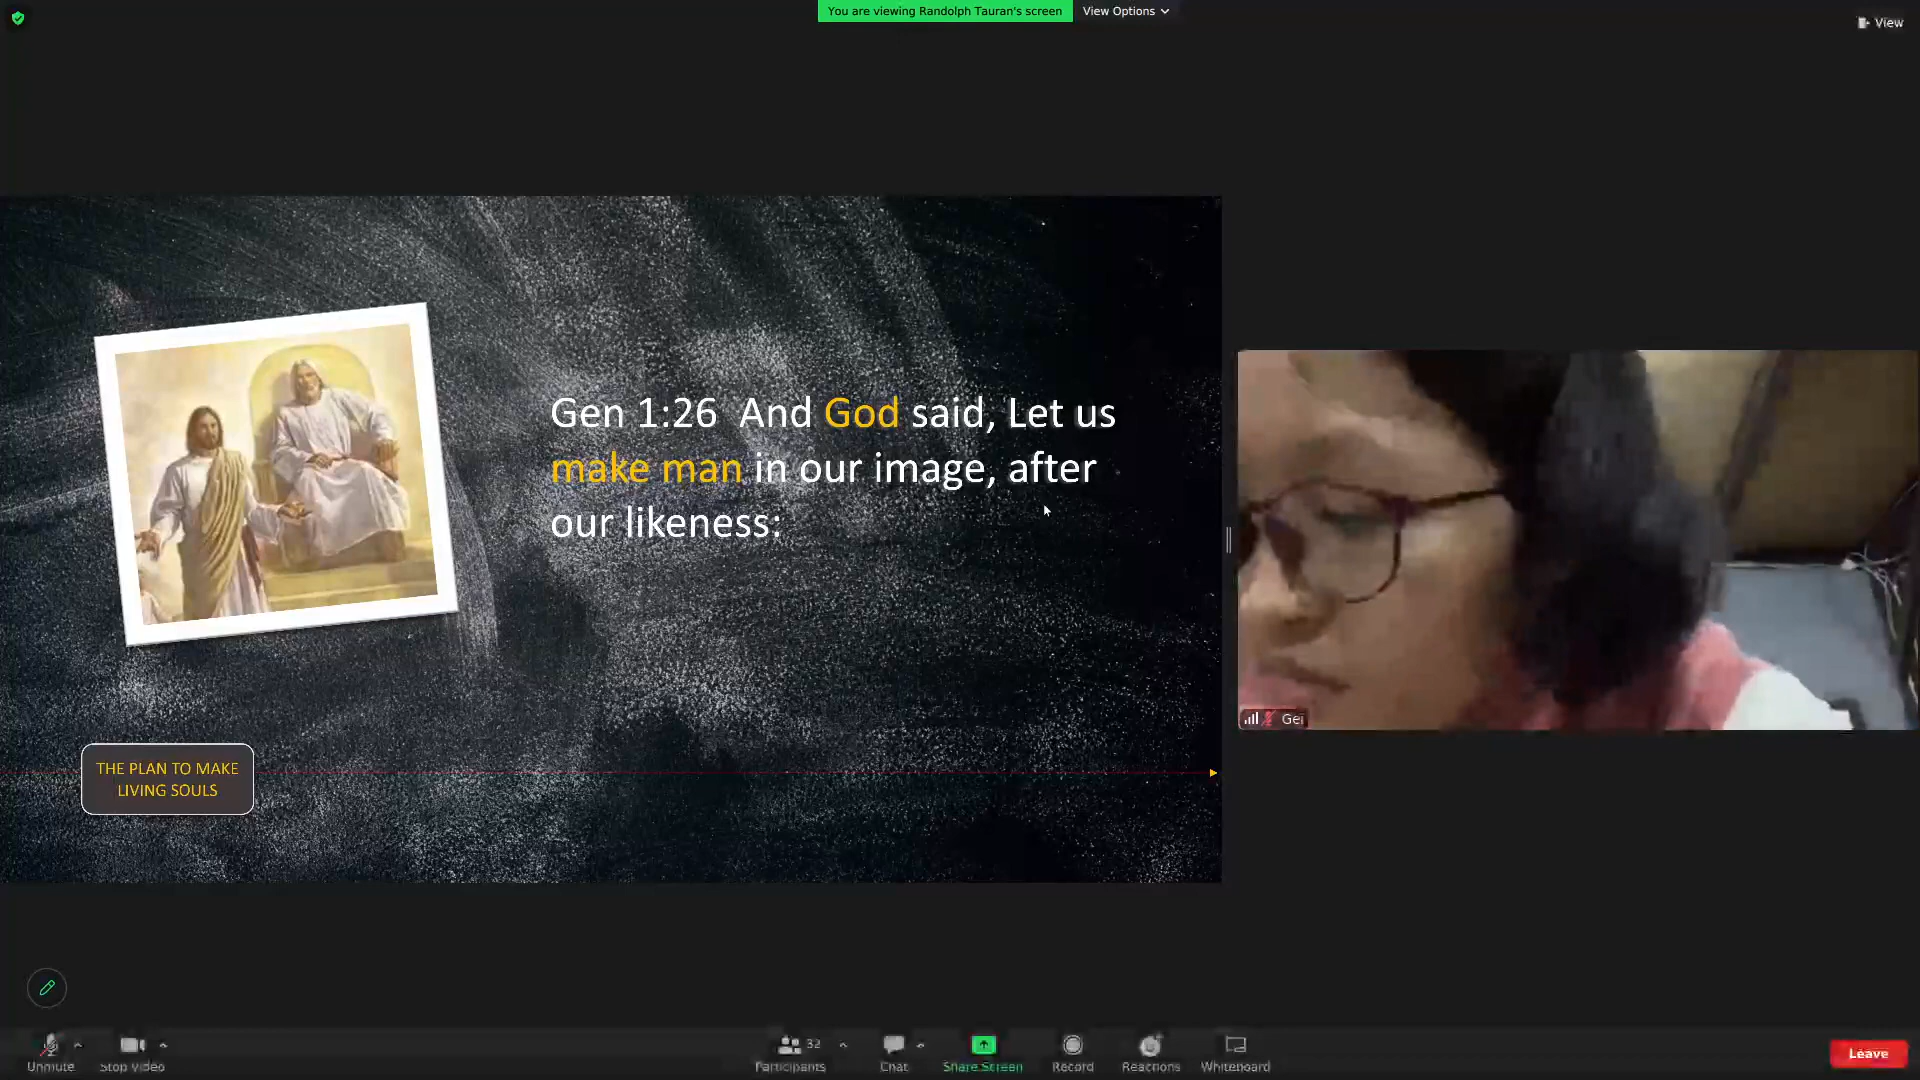 You are viewing Randolph Tauran's screen
View Options
View
Gen 1:26  And God said, Let us
make man in our image, after
our likeness:
THE PLAN TO MAKE
LIVING SOULS
Gei
Unmute
Stop Video
32
Participants
Chat
Share Screen
Record
Reactions
Whiteboard
Leave